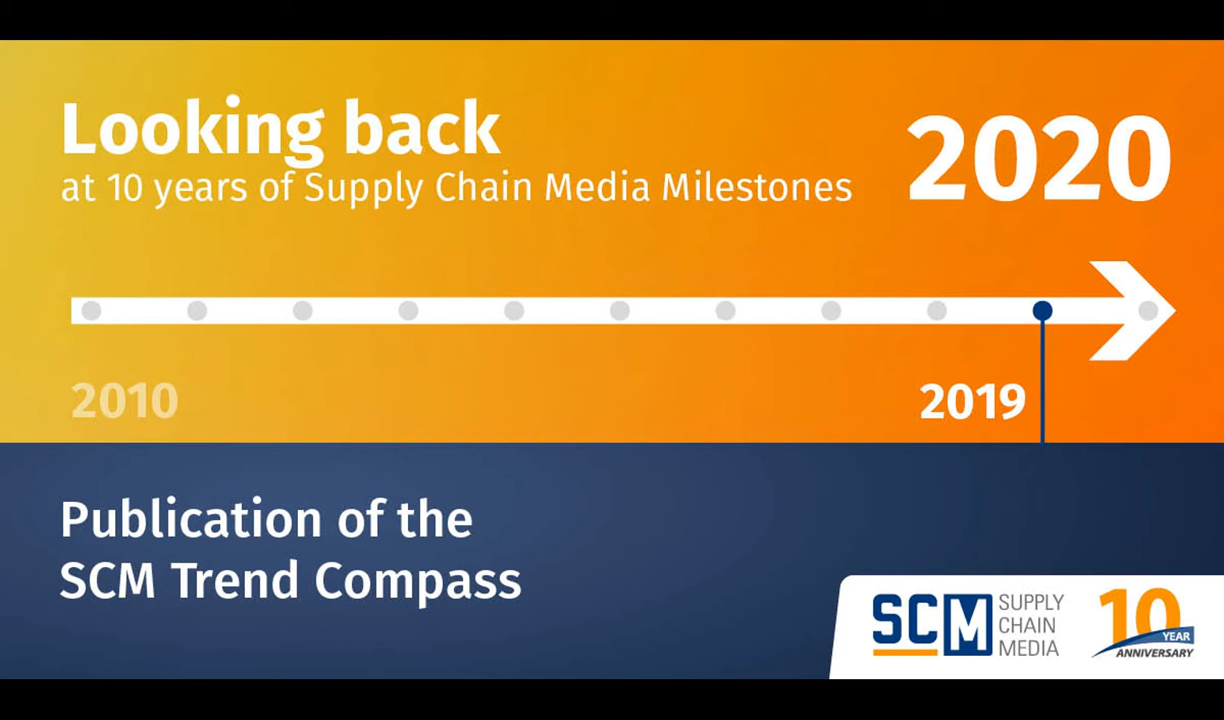 Looking back
at 10 years of Supply Chain Media Milestones
2020
2010
2019
Publication of the
SCM Trend Compass
SCM
SUPPLY
CHAIN
MEDIA
10
YEAR
ANNIVERSARY